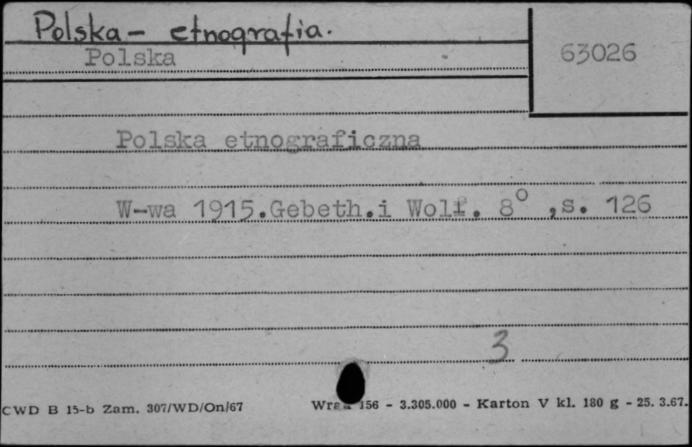 Polska - etnografia.
Polska
63026
Polska etnograficzna
W-wa 1915.Gebeth.i Wolf. 8° ,s. 126
3
CWD B 15-b Zam. 307/WD/On/67 156 - 3.305.000 - Karton V kl. 180 g - 25. 3.67.